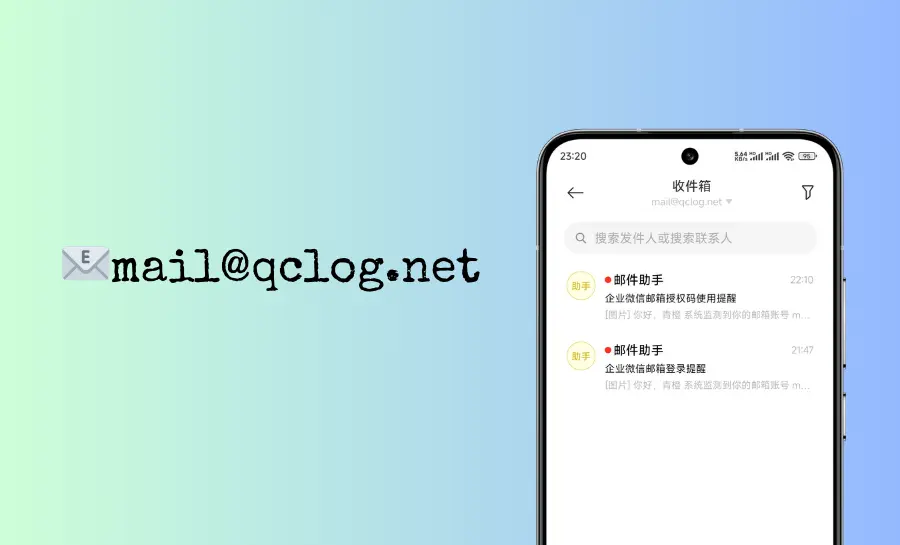 E
mail@qclog.net
23:20
5.64 KB/s HD HD 95
收件箱
mail@qclog.net
搜索发件人或搜索联系人
助手
邮件助手 22:10
企业微信邮箱授权码使用提醒
[图片] 你好、青橙 系统监测到你的邮箱账号 m...
助手
邮件助手 21:47
企业微信邮箱登录提醒
[图片] 你好、青橙 系统监测到你的邮箱账号 m...